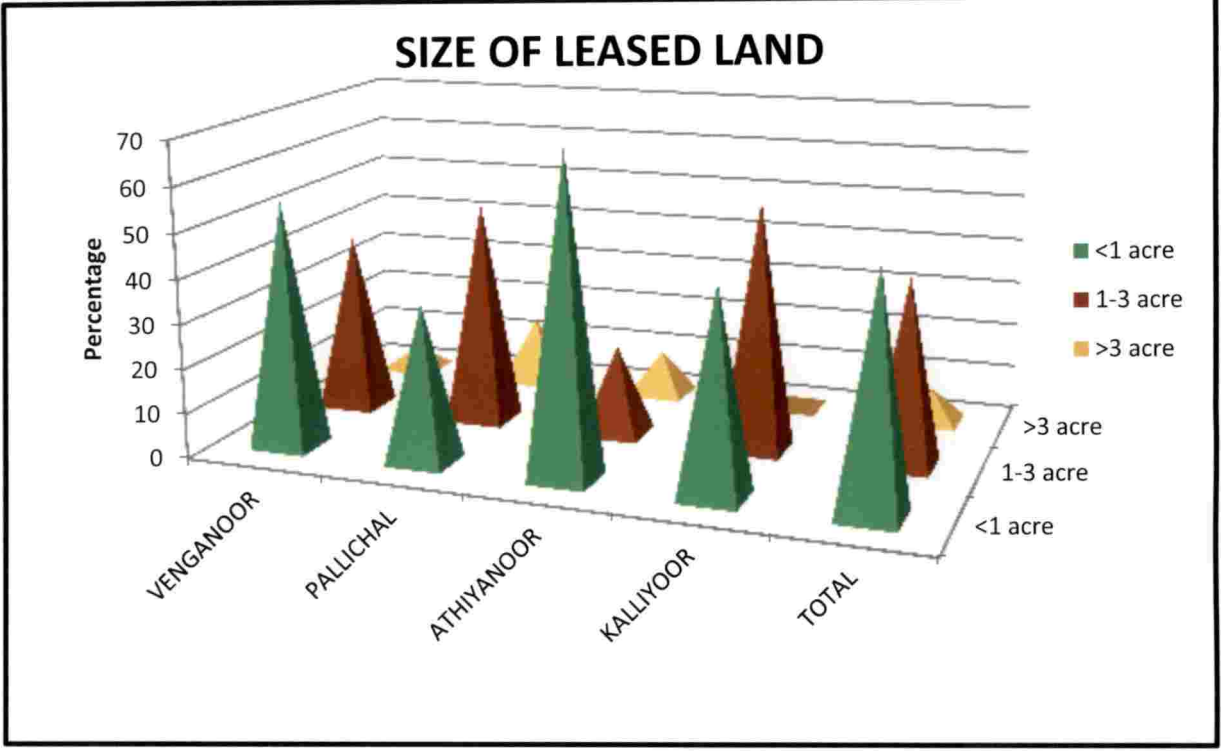 SIZE OF LEASED LAND
70
60
50
40
30
20
10
0
Percentage
VENGANOOR
PALLICHAL
ATHIYANOOR
KALLIYOOR
TOTAL
>3 acre
1-3 acre
<1 acre
<1 acre
1-3 acre
>3 acre